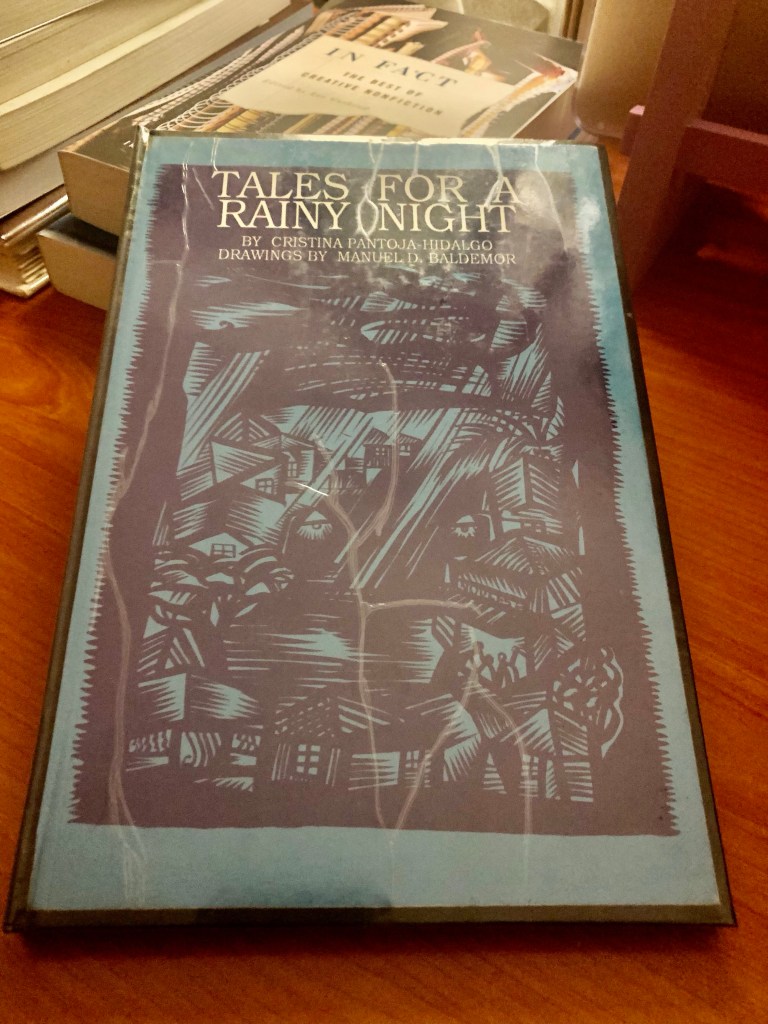 IN FACT
THE BEST OF
CREATIVE NONFICTION
TALES FOR A
RAINY NIGHT
BY CRISTINA PANTOJA-HIDALGO
DRAWINGS BY MANUEL D. BALDEMOR